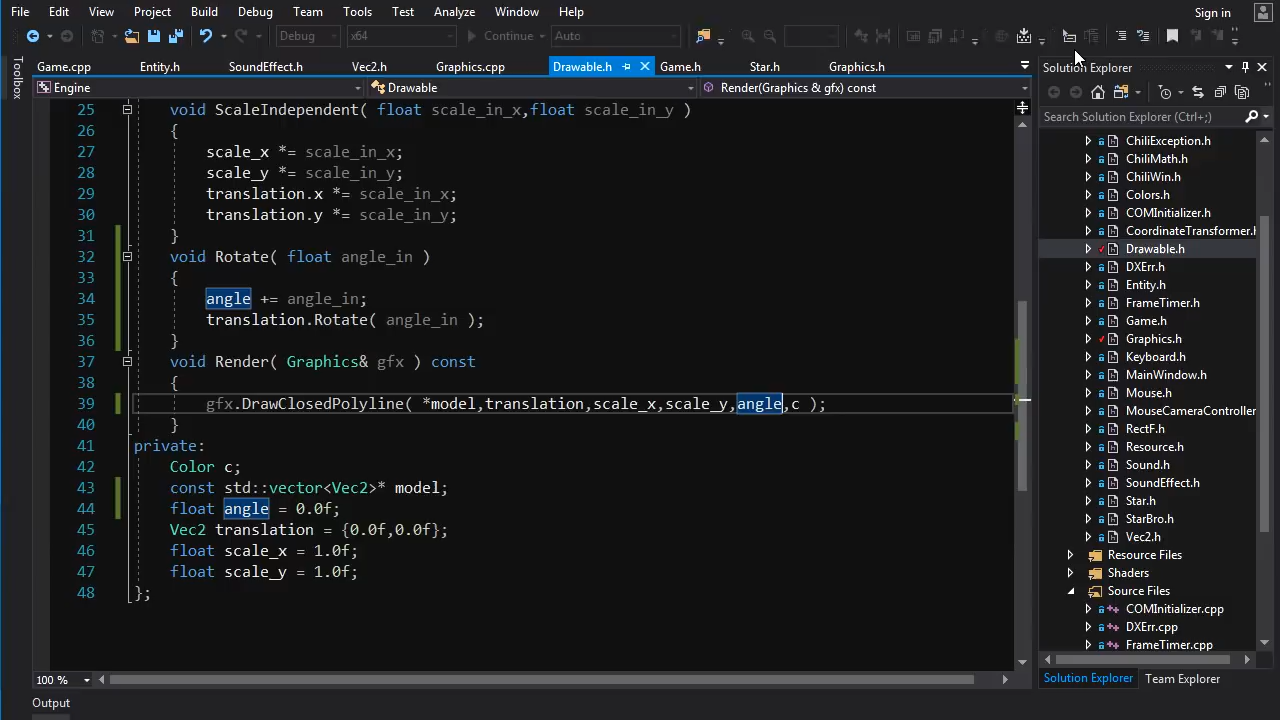 File Edit View Project Build Debug Team Tools Test Analyze Window Help Sign in
Debug x64 Continue Auto
Toolbox
Game.cpp Entity.h SoundEffect.h Vec2.h Graphics.cpp Drawable.h Game.h Star.h Graphics.h
Engine Drawable Render(Graphics & gfx) const
25 void ScaleIndependent( float scale_in_x,float scale_in_y )
26 {
27 scale_x *= scale_in_x;
28 scale_y *= scale_in_y;
29 translation.x *= scale_in_x;
30 translation.y *= scale_in_y;
31 }
32 void Rotate( float angle_in )
33 {
34 angle += angle_in;
35 translation.Rotate( angle_in );
36 }
37 void Render( Graphics& gfx ) const
38 {
39 gfx.DrawClosedPolyline( *model,translation,scale_x,scale_y,angle,c );
40 }
41 private:
42 Color c;
43 const std::vector<Vec2>* model;
44 float angle = 0.0f;
45 Vec2 translation = {0.0f,0.0f};
46 float scale_x = 1.0f;
47 float scale_y = 1.0f;
48 };
100 %
Output
Solution Explorer
Search Solution Explorer (Ctrl+;)
ChiliException.h
ChiliMath.h
ChiliWin.h
Colors.h
COMInitializer.h
CoordinateTransformer.h
Drawable.h
DXErr.h
Entity.h
FrameTimer.h
Game.h
Graphics.h
Keyboard.h
MainWindow.h
Mouse.h
MouseCameraController
RectF.h
Resource.h
Sound.h
SoundEffect.h
Star.h
StarBro.h
Vec2.h
Resource Files
Shaders
Source Files
COMInitializer.cpp
DXErr.cpp
FrameTimer.cpp
Solution Explorer Team Explorer